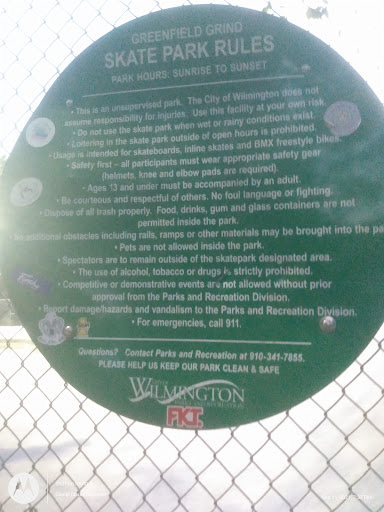 GREENFIELD GRIND
SKATE PARK RULES
PARK HOURS: SUNRISE TO SUNSET
• This is an unsupervised park. The City of Wilmington does not
assume responsibility for injuries. Use this facility at your own risk.
• Do not use the skate park when wet or rainy conditions exist.
• Loitering in the skate park outside of open hours is prohibited.
• Usage is intended for skateboards, inline skates and BMX freestyle bikes.
• Safety first – all participants must wear appropriate safety gear
(helmets, knee and elbow pads are required).
• Ages 13 and under must be accompanied by an adult.
• Be courteous and respectful of others. No foul language or fighting.
• Dispose of all trash properly. Food, drinks, gum and glass containers are not
permitted inside the park.
• No additional obstacles including rails, ramps or other materials may be brought into the pa
• Pets are not allowed inside the park.
• Spectators are to remain outside of the skatepark designated area.
• The use of alcohol, tobacco or drugs is strictly prohibited.
• Competitive or demonstrative events are not allowed without prior
approval from the Parks and Recreation Division.
• Report damage/hazards and vandalism to the Parks and Recreation Division.
• For emergencies, call 911.
Questions? Contact Parks and Recreation at 910-341-7855.
PLEASE HELP US KEEP OUR PARK CLEAN & SAFE
WILMINGTON
FKT